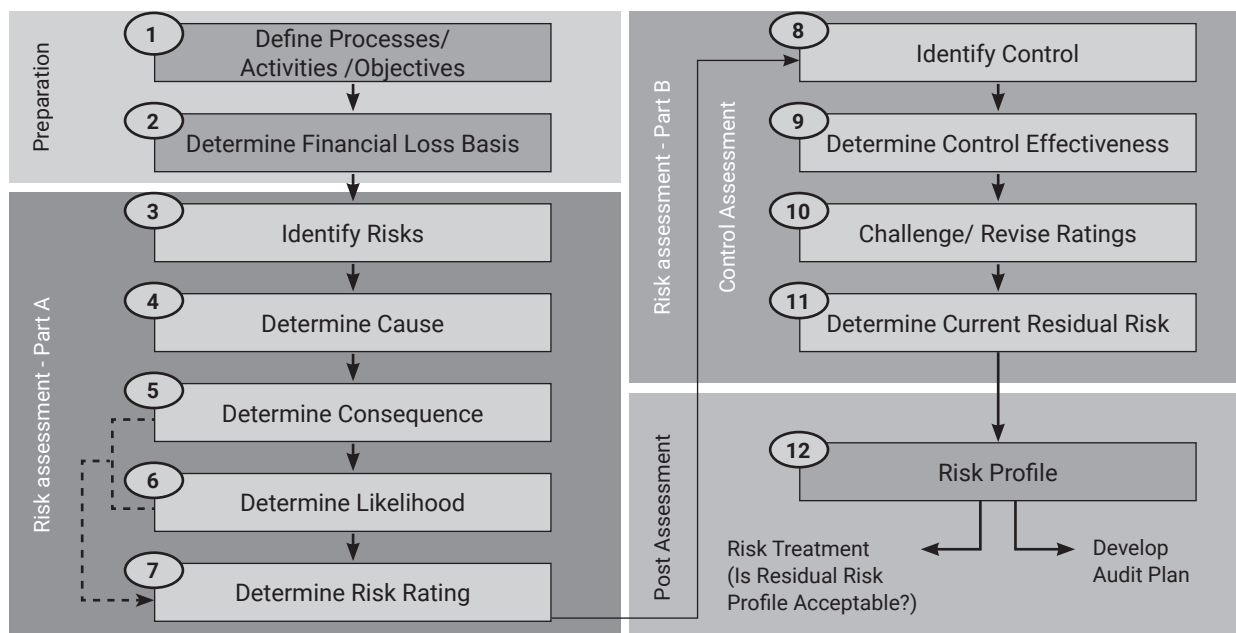 Preparation
1
Define Processes/
Activities /Objectives
2
Determine Financial Loss Basis
Risk assessment - Part A
3
Identify Risks
4
Determine Cause
5
Determine Consequence
6
Determine Likelihood
7
Determine Risk Rating
Risk assessment - Part B
Control Assessment
8
Identify Control
9
Determine Control Effectiveness
10
Challenge/ Revise Ratings
11
Determine Current Residual Risk
Post Assessment
12
Risk Profile
Risk Treatment
(Is Residual Risk
Profile Acceptable?)
Develop
Audit Plan